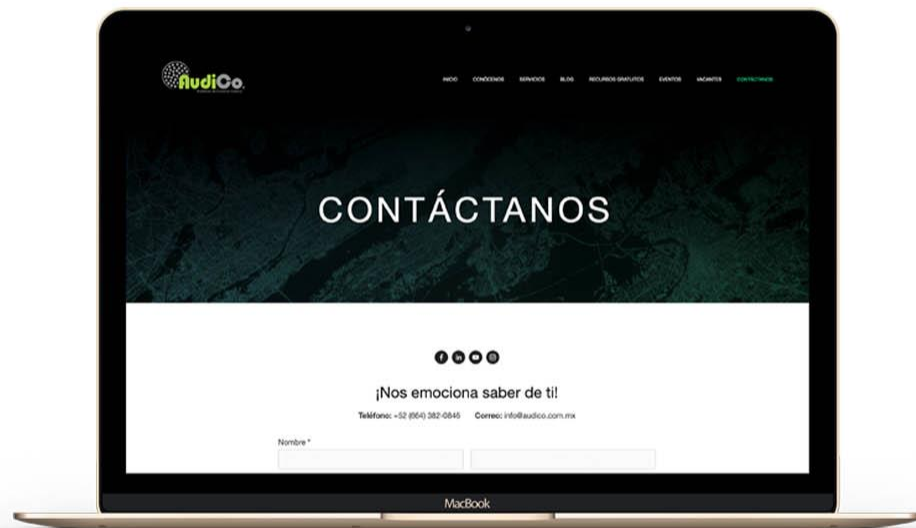 AudiCo
INICIO CONÓCENOS SERVICIOS BLOG RECURSOS GRATUITOS EVENTOS VACANTES CONTÁCTANOS
CONTÁCTANOS
¡Nos emociona saber de ti!
Teléfono: +52 (664) 382-0846 Correo: info@audico.com.mx
Nombre *
MacBook